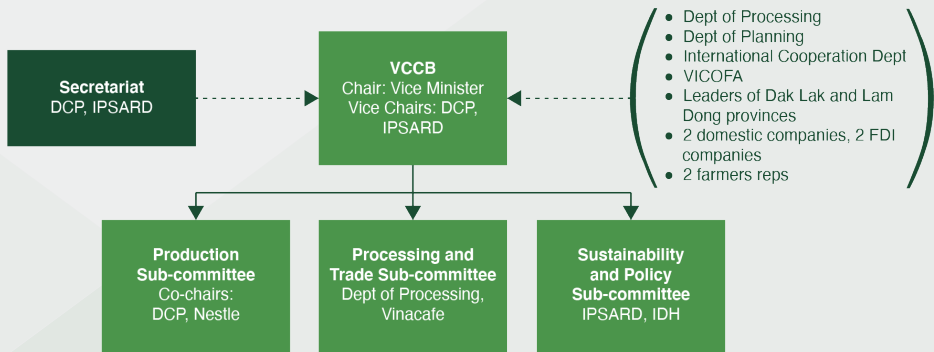 Secretariat
DCP, IPSARD
VCCB
Chair: Vice Minister
Vice Chairs: DCP,
IPSARD
● Dept of Processing
● Dept of Planning
● International Cooperation Dept
● VICOFA
● Leaders of Dak Lak and Lam
Dong provinces
● 2 domestic companies, 2 FDI
companies
● 2 farmers reps
Production
Sub-committee
Co-chairs:
DCP, Nestle
Processing and
Trade Sub-committee
Dept of Processing,
Vinacafe
Sustainability
and Policy
Sub-committee
IPSARD, IDH